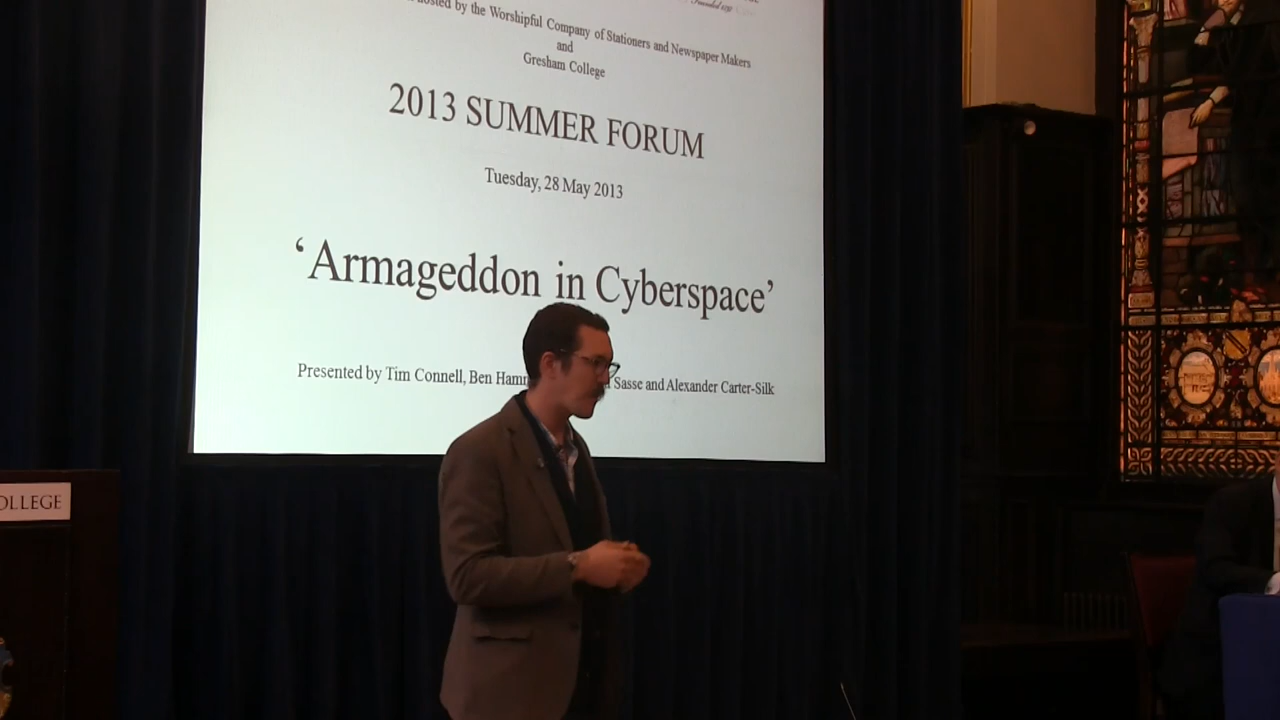 hosted by the Worshipful Company of Stationers and Newspaper Makers
and
Gresham College
2013 SUMMER FORUM
Tuesday, 28 May 2013
‘Armageddon in Cyberspace’
Presented by Tim Connell, Ben Hamm Sasse and Alexander Carter-Silk
OLLEGE